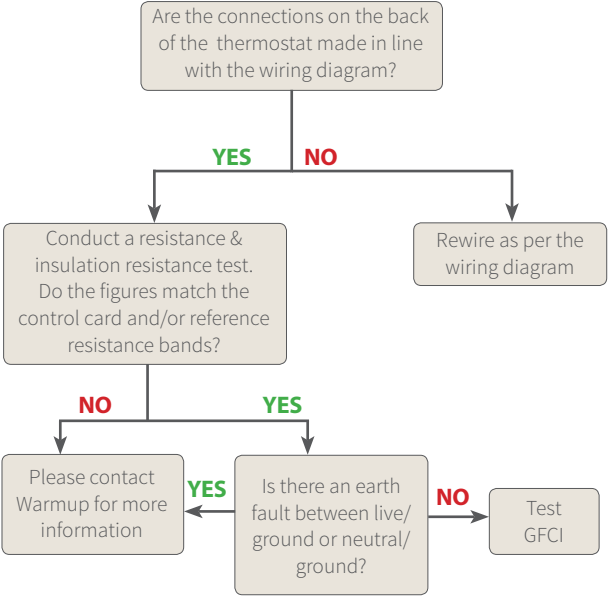 Are the connections on the back
of the thermostat made in line
with the wiring diagram?
YES
NO
Conduct a resistance &
insulation resistance test.
Do the figures match the
control card and/or reference
resistance bands?
Rewire as per the
wiring diagram
NO
YES
Please contact
Warmup for more
information
YES
Is there an earth
fault between live/
ground or neutral/
ground?
NO
Test
GFCI